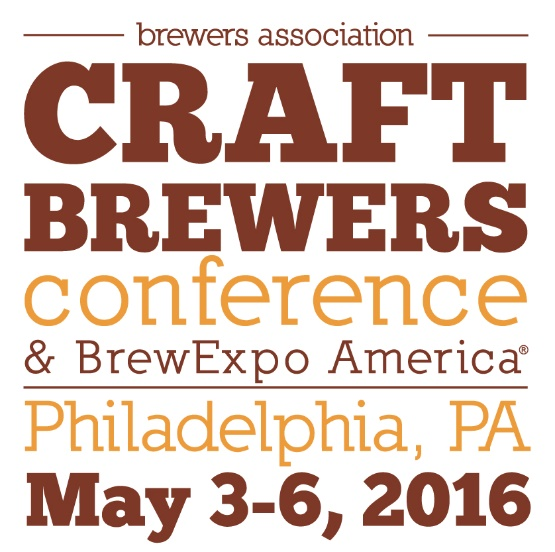 brewers association
CRAFT
BREWERS
conference
& BrewExpo America®
Philadelphia, PA
May 3-6, 2016